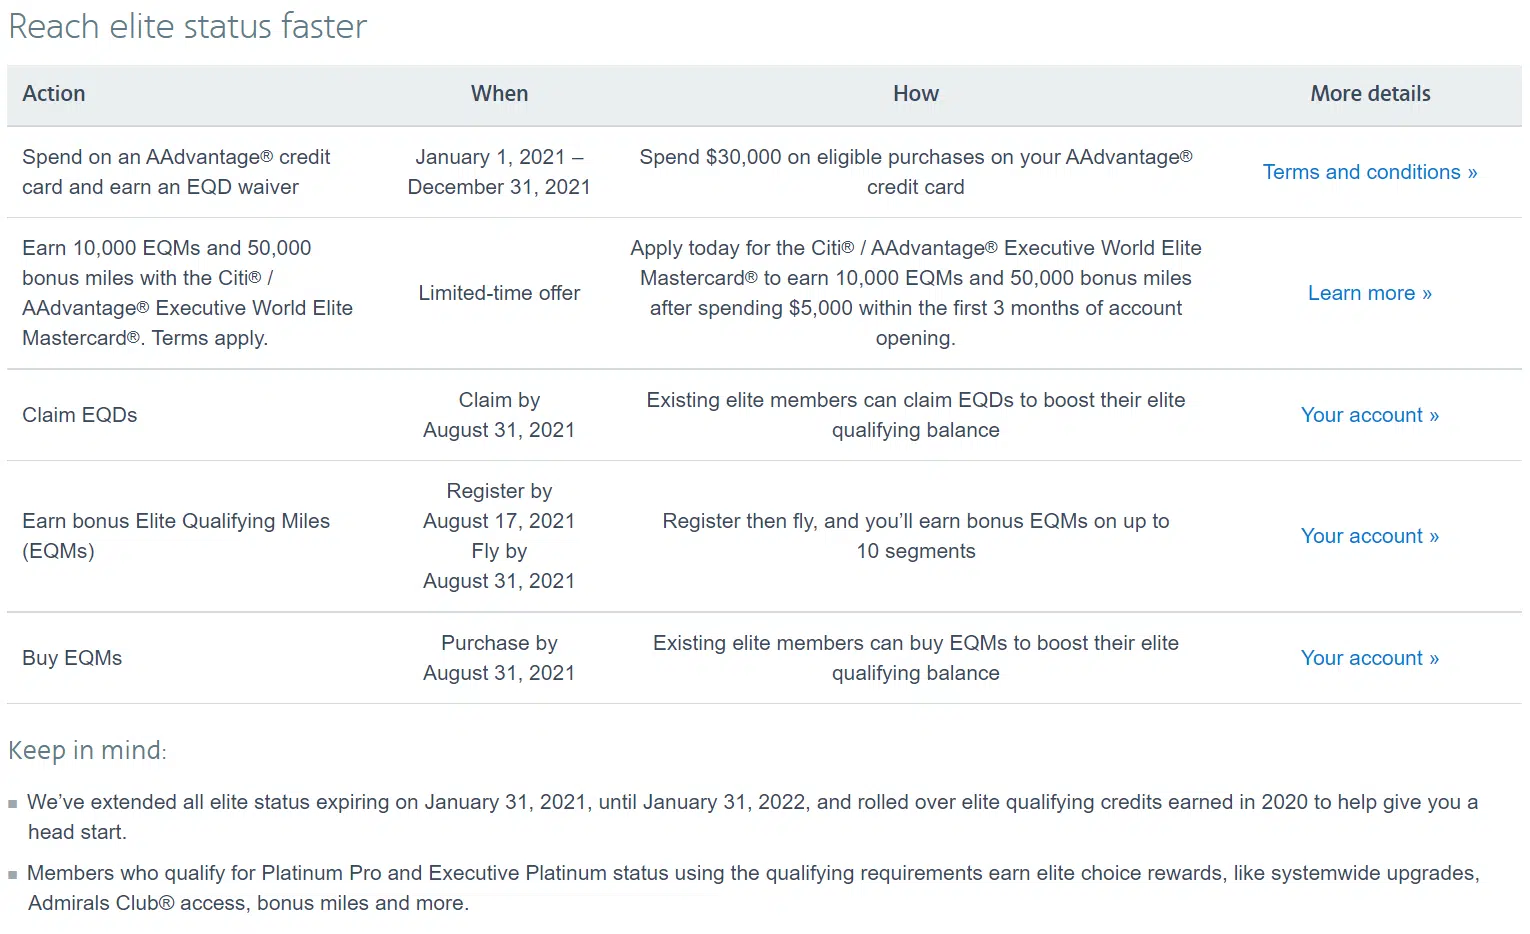 Reach elite status faster
Action When How More details
Spend on an AAdvantage® credit
card and earn an EQD waiver
January 1, 2021 –
December 31, 2021
Spend $30,000 on eligible purchases on your AAdvantage®
credit card
Terms and conditions »
Earn 10,000 EQMs and 50,000
bonus miles with the Citi® /
AAdvantage® Executive World Elite
Mastercard®. Terms apply.
Limited-time offer
Apply today for the Citi® / AAdvantage® Executive World Elite
Mastercard® to earn 10,000 EQMs and 50,000 bonus miles
after spending $5,000 within the first 3 months of account
opening.
Learn more »
Claim EQDs
Claim by
August 31, 2021
Existing elite members can claim EQDs to boost their elite
qualifying balance
Your account »
Earn bonus Elite Qualifying Miles
(EQMs)
Register by
August 17, 2021
Fly by
August 31, 2021
Register then fly, and you’ll earn bonus EQMs on up to
10 segments
Your account »
Buy EQMs
Purchase by
August 31, 2021
Existing elite members can buy EQMs to boost their elite
qualifying balance
Your account »
Keep in mind:
▪ We’ve extended all elite status expiring on January 31, 2021, until January 31, 2022, and rolled over elite qualifying credits earned in 2020 to help give you a
head start.
▪ Members who qualify for Platinum Pro and Executive Platinum status using the qualifying requirements earn elite choice rewards, like systemwide upgrades,
Admirals Club® access, bonus miles and more.